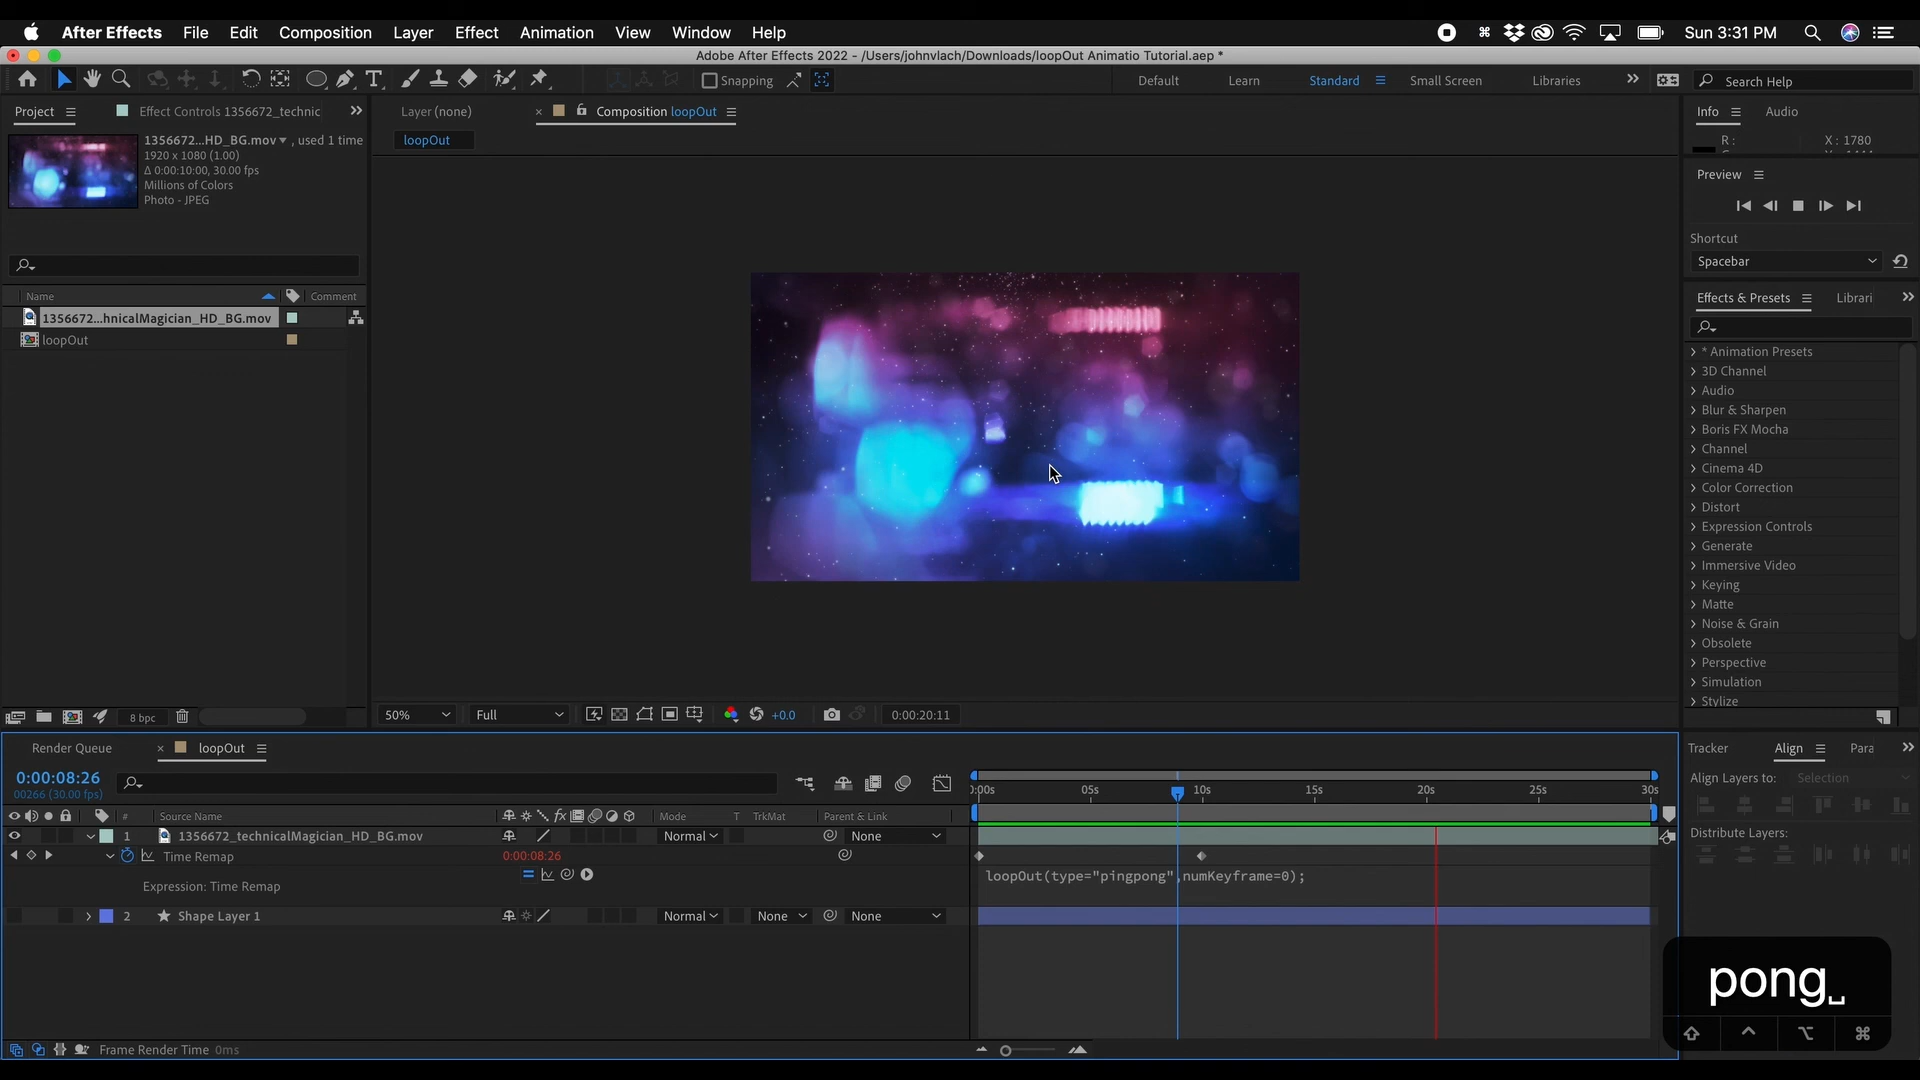 After Effects File Edit Composition Layer Effect Animation View Window Help Sun 3:31 PM
Adobe After Effects 2022 - /Users/johnvlach/Downloads/loopOut Animatio Tutorial.aep *
Snapping Default Learn Standard Small Screen Libraries Search Help
Project Effect Controls 1356672_technic Layer (none) Composition loopOut Info Audio
loopOut
1356672...HD_BG.mov , used 1 time
1920 x 1080 (1.00)
Δ 0:00:10:00, 30.00 fps
Millions of Colors
Photo - JPEG
R: X: 1780
Preview
Shortcut
Spacebar
Name Comment
1356672...hnicalMagician_HD_BG.mov
loopOut
Effects & Presets Librari
* Animation Presets
3D Channel
Audio
Blur & Sharpen
Boris FX Mocha
Channel
Cinema 4D
Color Correction
Distort
Expression Controls
Generate
Immersive Video
Keying
Matte
Noise & Grain
Obsolete
Perspective
Simulation
Stylize
8 bpc 50% Full +0.0 0:00:20:11
Render Queue loopOut
0:00:08:26
00266 (30.00 fps)
0:00s 05s 10s 15s 20s 25s 30s
# Source Name Mode T TrkMat Parent & Link
1 1356672_technicalMagician_HD_BG.mov Normal None
Time Remap 0:00:08:26
Expression: Time Remap loopOut(type="pingpong",numKeyframe=0);
2 Shape Layer 1 Normal None None
Tracker Align Para
Align Layers to: Selection
Distribute Layers:
pong␣
Frame Render Time 0ms